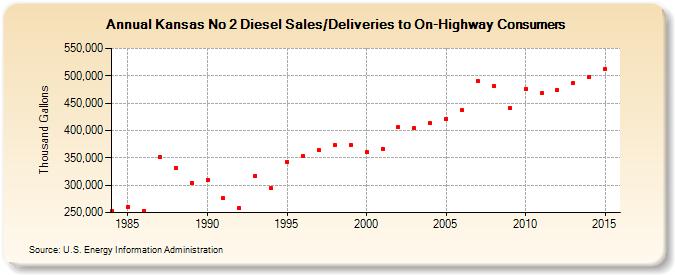 Annual Kansas No 2 Diesel Sales/Deliveries to On-Highway Consumers
Thousand Gallons
550,000
500,000
450,000
400,000
350,000
300,000
250,000
1985 1990 1995 2000 2005 2010 2015
Source: U.S. Energy Information Administration